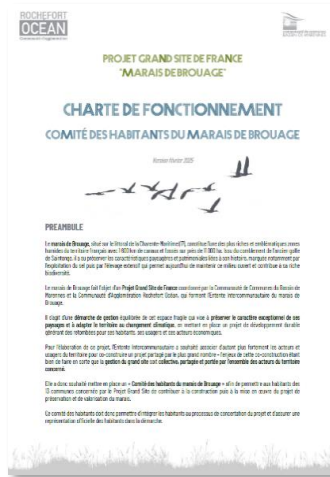 ROCHEFORT
OCEAN
PROJET GRAND SITE DE FRANCE
"MARAIS DE BROUAGE"
CHARTE DE FONCTIONNEMENT
COMITÉ DES HABITANTS DU MARAIS DE BROUAGE
Version février 2025
PREAMBULE
Le marais de Brouage, situé sur le littoral de la Charente-Maritime (17), constitue l'une des plus riches et emblématiques zones
humides du territoire français avec
de canaux et fossés sur près de
ha. Issu du comblement de l'ancien golfe
de Saintonge, il a su préserver les caractéristiques paysagères et patrimoniales liées à son histoire, marquée notamment par
l'exploitation du sel puis par l'élevage extensif qui permet aujourd'hui de maintenir ce milieu ouvert et contribue à sa riche
biodiversité.
Le marais de Brouage fait l'objet d'un Projet Grand Site de France coordonné par la Communauté de Communes du Bassin de
Marennes et la Communauté d'Agglomération Rochefort Océan, qui forment l'Entente intercommunautaire du marais de
Brouage.
Il s'agit d'une démarche de gestion équilibrée de cet espace fragile qui vise à préserver le caractère exceptionnel de ses
paysages et à adapter le territoire au changement climatique, en mettant en place un projet de développement durable
générant des retombées pour ses habitants, ses usagers et ses acteurs économiques.
Pour l'élaboration de ce projet, l'Entente intercommunautaire a souhaité associer d'autant plus fortement les acteurs et
usagers du territoire pour co-construire un projet partagé par le plus grand nombre - l'enjeu de cette co-construction étant
bien de faire en sorte que la gestion du grand site soit collective, partagée et portée par l'ensemble des acteurs du territoire
concerné.
Elle a donc souhaité mettre en place un « Comité des habitants du marais de Brouage » afin de permettre aux habitants des
13 communes concernées par le Projet Grand Site de contribuer à la construction puis à la mise en œuvre du projet de
préservation et de valorisation du marais.
Ce comité des habitants doit donc permettre d'intégrer les habitants au processus de concertation du projet et d'assurer une
représentation officielle des habitants dans la démarche.